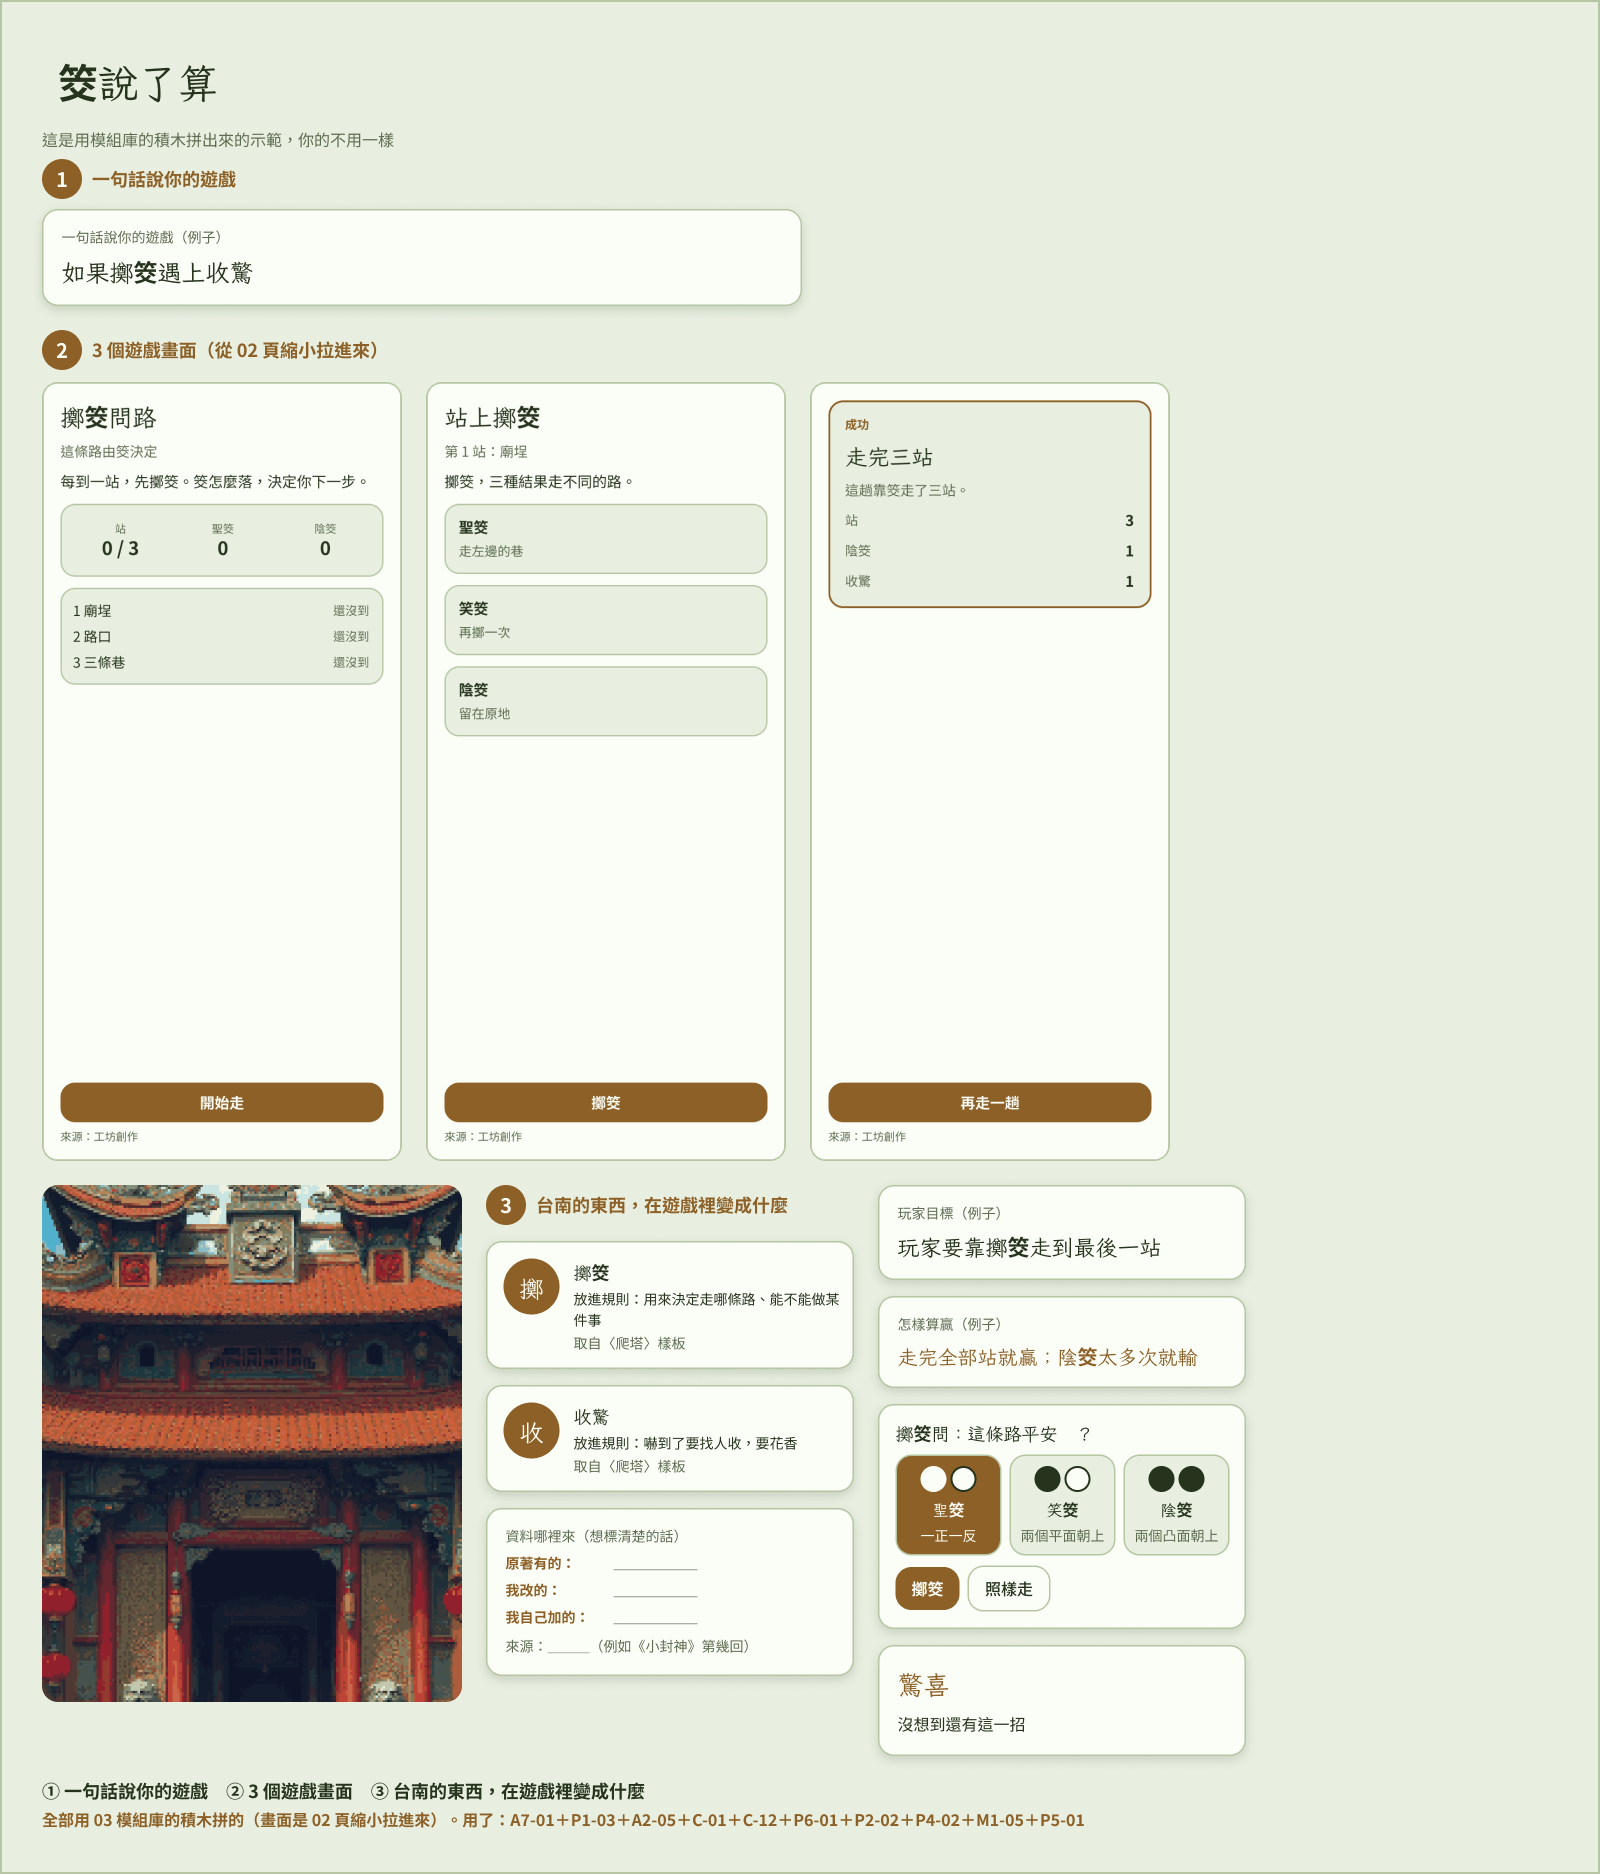 筊說了算
這是用模組庫的積木拼出來的示範，你的不用一樣
1 一句話說你的遊戲
一句話說你的遊戲（例子）
如果擲筊遇上收驚
2 3 個遊戲畫面（從 02 頁縮小拉進來）
擲筊問路
這條路由筊決定
每到一站，先擲筊。筊怎麼落，決定你下一步。
站 聖筊 陰筊
0 / 3 0 0
1 廟埕 還沒到
2 路口 還沒到
3 三條巷 還沒到
開始走
來源：工坊創作
站上擲筊
第 1 站：廟埕
擲筊，三種結果走不同的路。
聖筊
走左邊的巷
笑筊
再擲一次
陰筊
留在原地
擲筊
來源：工坊創作
成功
走完三站
這趟靠筊走了三站。
站 3
陰筊 1
收驚 1
再走一趟
來源：工坊創作
3 台南的東西，在遊戲裡變成什麼
擲
擲筊
放進規則：用來決定走哪條路、能不能做某
件事
取自〈爬塔〉樣板
收
收驚
放進規則：嚇到了要找人收，要花香
取自〈爬塔〉樣板
資料哪裡來（想標清楚的話）
原著有的： ＿＿＿＿＿＿
我改的： ＿＿＿＿＿＿
我自己加的： ＿＿＿＿＿＿
來源：＿＿＿（例如《小封神》第幾回）
玩家目標（例子）
玩家要靠擲筊走到最後一站
怎樣算贏（例子）
走完全部站就贏；陰筊太多次就輸
擲筊問：這條路平安　？
聖筊
一正一反
笑筊
兩個平面朝上
陰筊
兩個凸面朝上
擲筊 照樣走
驚喜
沒想到還有這一招
① 一句話說你的遊戲　② 3 個遊戲畫面　③ 台南的東西，在遊戲裡變成什麼
全部用 03 模組庫的積木拼的（畫面是 02 頁縮小拉進來）。用了：A7-01＋P1-03＋A2-05＋C-01＋C-12＋P6-01＋P2-02＋P4-02＋M1-05＋P5-01